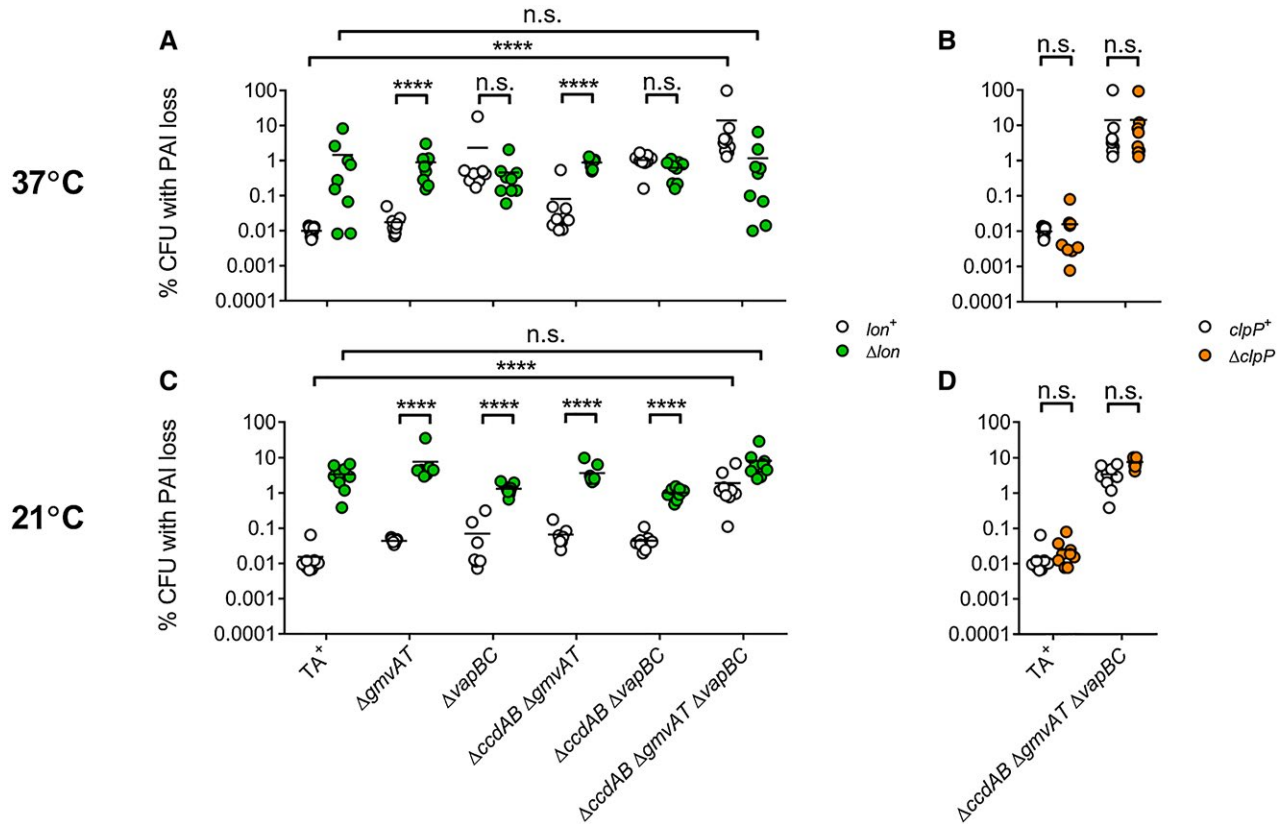 n.s.
A
****
B
n.s.
n.s.
****
n.s.
****
n.s.
37°C
% CFU with PAI loss
100
10
1
0.1
0.01
0.001
0.0001
100
10
1
0.1
0.01
0.001
0.0001
lon+
Δlon
clpP+
ΔclpP
n.s.
C
****
D
****
****
****
****
n.s.
n.s.
21°C
% CFU with PAI loss
100
10
1
0.1
0.01
0.001
0.0001
100
10
1
0.1
0.01
0.001
0.0001
TA+
ΔgmvAT
ΔvapBC
ΔccdAB ΔgmvAT
ΔccdAB ΔvapBC
ΔccdAB ΔgmvAT ΔvapBC
TA+
ΔccdAB ΔgmvAT ΔvapBC